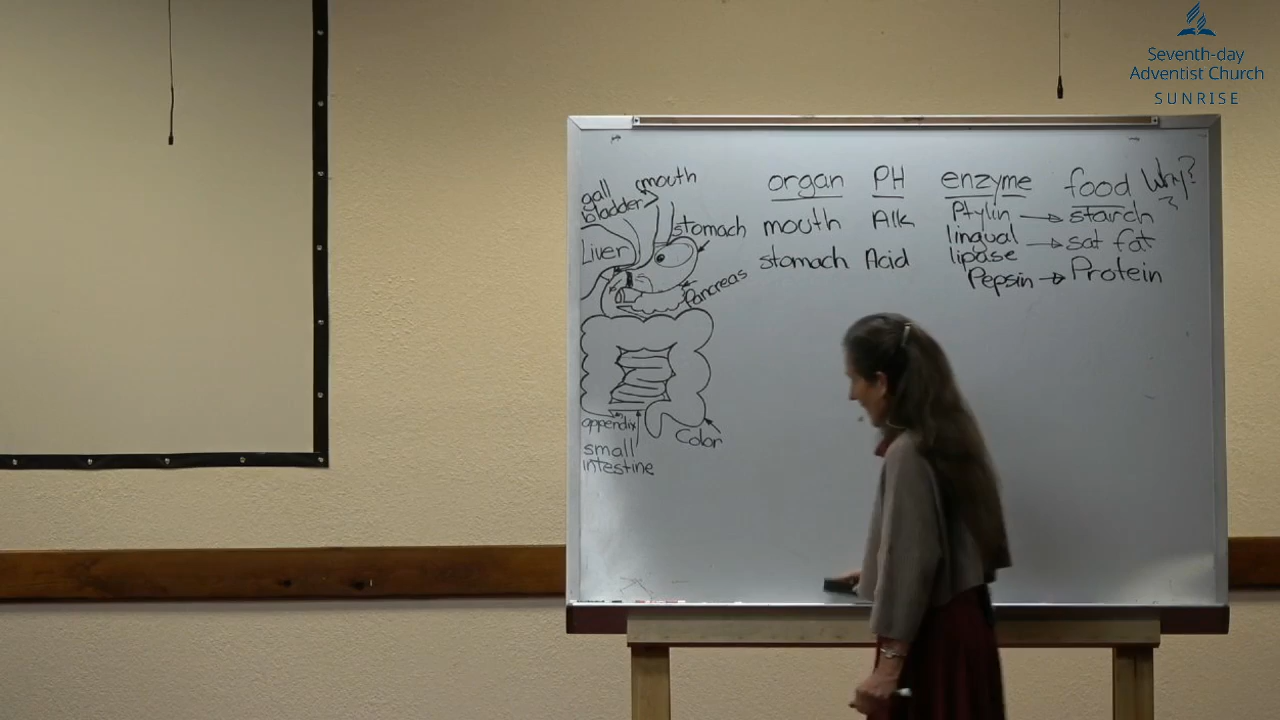 Seventh-day
Adventist Church
SUNRISE
organ PH enzyme food Why?
mouth Alk Ptylin → starch
lingual lipase → sat fat
stomach Acid Pepsin → Protein
mouth
gall
bladder
stomach
Liver
Pancreas
appendix
Colon
small
intestine